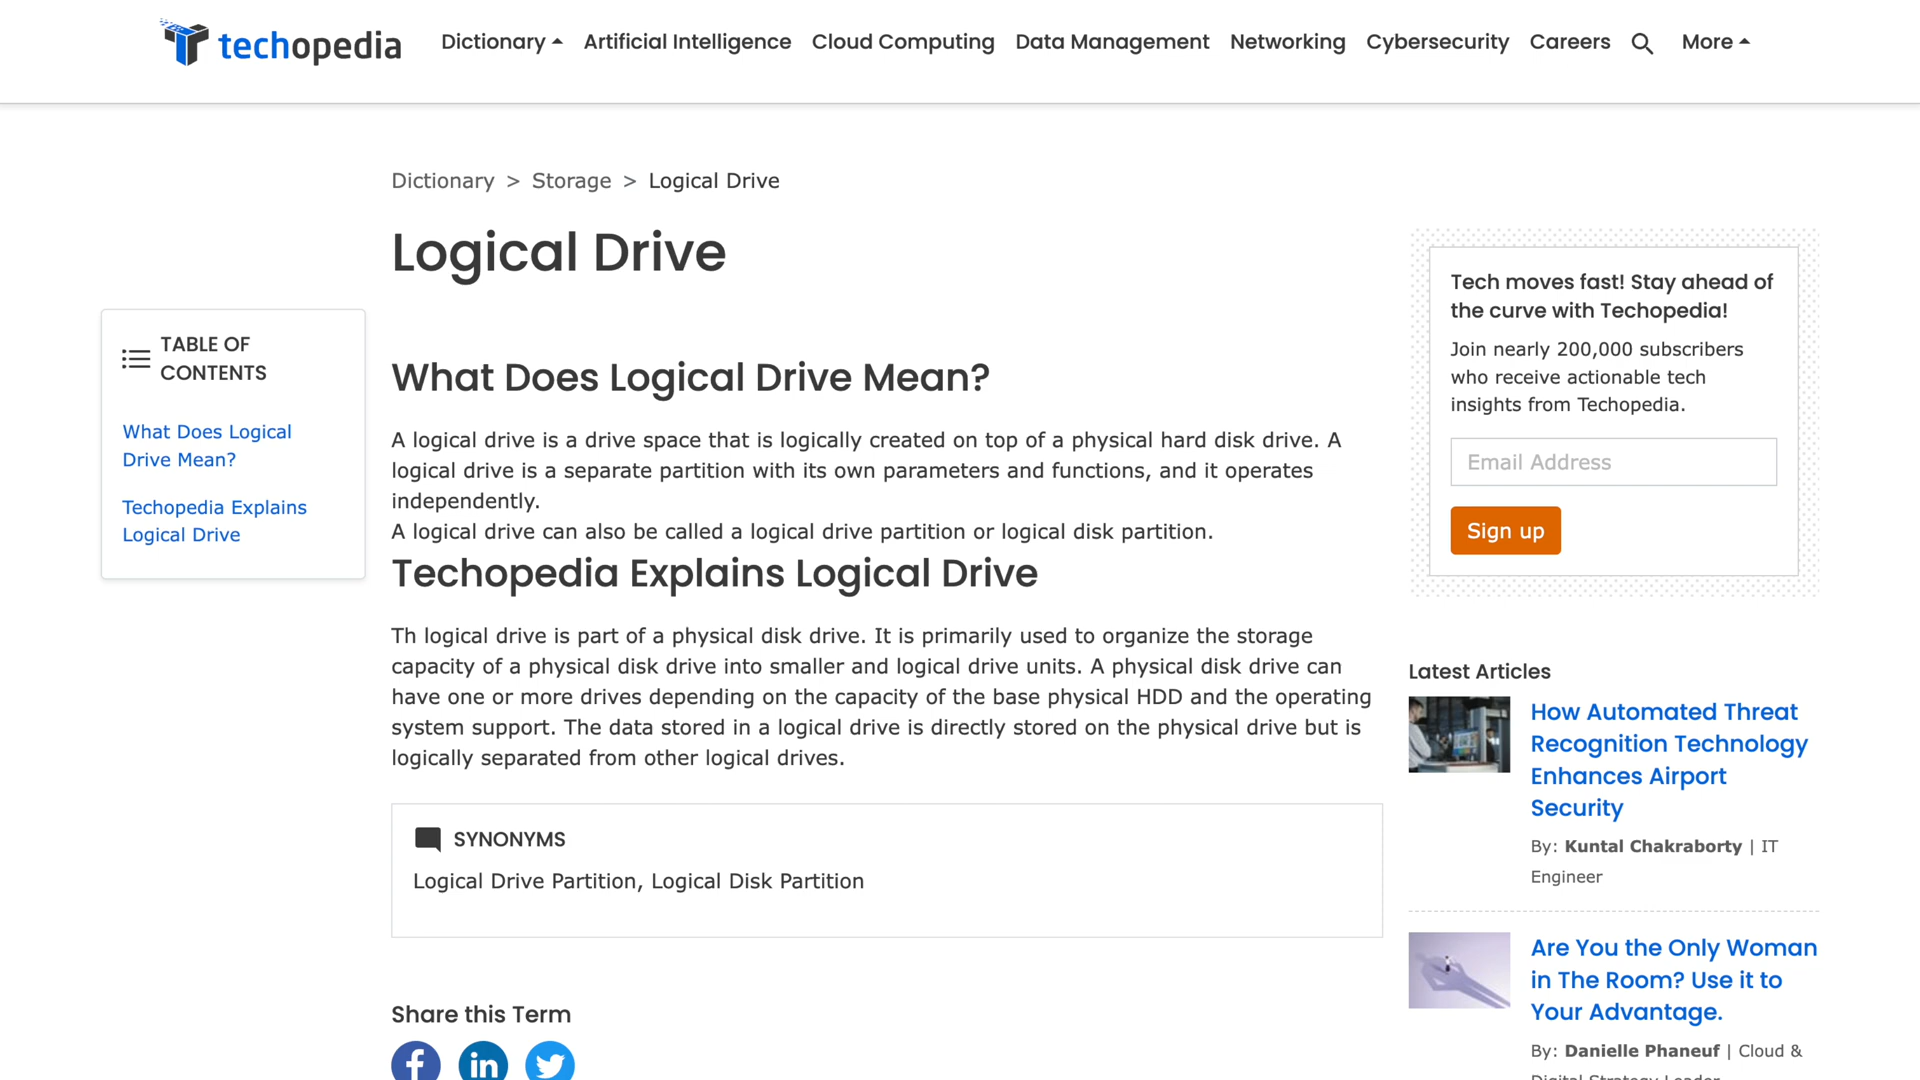 techopedia
Dictionary Artificial Intelligence Cloud Computing Data Management Networking Cybersecurity Careers More
Dictionary > Storage > Logical Drive
Logical Drive
TABLE OF
CONTENTS
What Does Logical
Drive Mean?
Techopedia Explains
Logical Drive
What Does Logical Drive Mean?
A logical drive is a drive space that is logically created on top of a physical hard disk drive. A
logical drive is a separate partition with its own parameters and functions, and it operates
independently.
A logical drive can also be called a logical drive partition or logical disk partition.
Techopedia Explains Logical Drive
Th logical drive is part of a physical disk drive. It is primarily used to organize the storage
capacity of a physical disk drive into smaller and logical drive units. A physical disk drive can
have one or more drives depending on the capacity of the base physical HDD and the operating
system support. The data stored in a logical drive is directly stored on the physical drive but is
logically separated from other logical drives.
SYNONYMS
Logical Drive Partition, Logical Disk Partition
Share this Term
Tech moves fast! Stay ahead of
the curve with Techopedia!
Join nearly 200,000 subscribers
who receive actionable tech
insights from Techopedia.
Email Address
Sign up
Latest Articles
How Automated Threat
Recognition Technology
Enhances Airport
Security
By: Kuntal Chakraborty | IT
Engineer
Are You the Only Woman
in The Room? Use it to
Your Advantage.
By: Danielle Phaneuf | Cloud &
Digital Strategy Leader